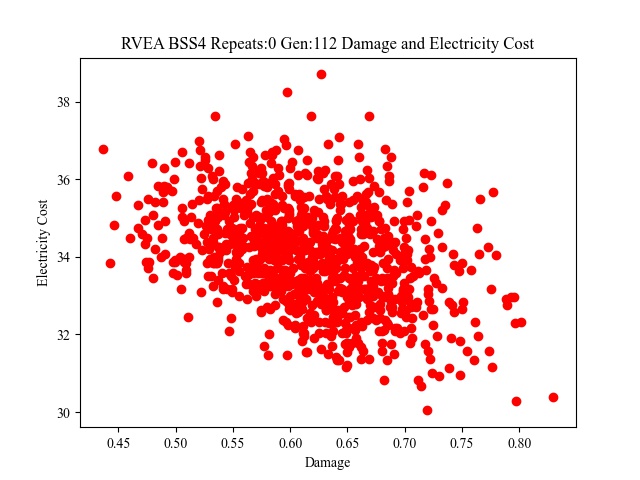 RVEA BSS4 Repeats:0 Gen:112 Damage and Electricity Cost
38
36
34
32
30
Electricity Cost
0.45 0.50 0.55 0.60 0.65 0.70 0.75 0.80
Damage